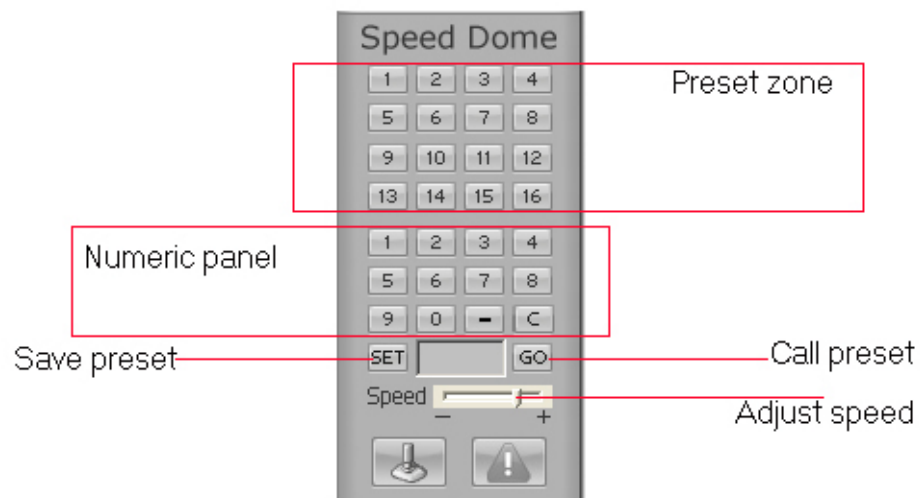 Speed Dome
1 2 3 4 Preset zone
5 6 7 8
9 10 11 12
13 14 15 16
1 2 3 4
Numeric panel
5 6 7 8
9 0 - C
Save preset SET GO Call preset
Speed
- +
Adjust speed